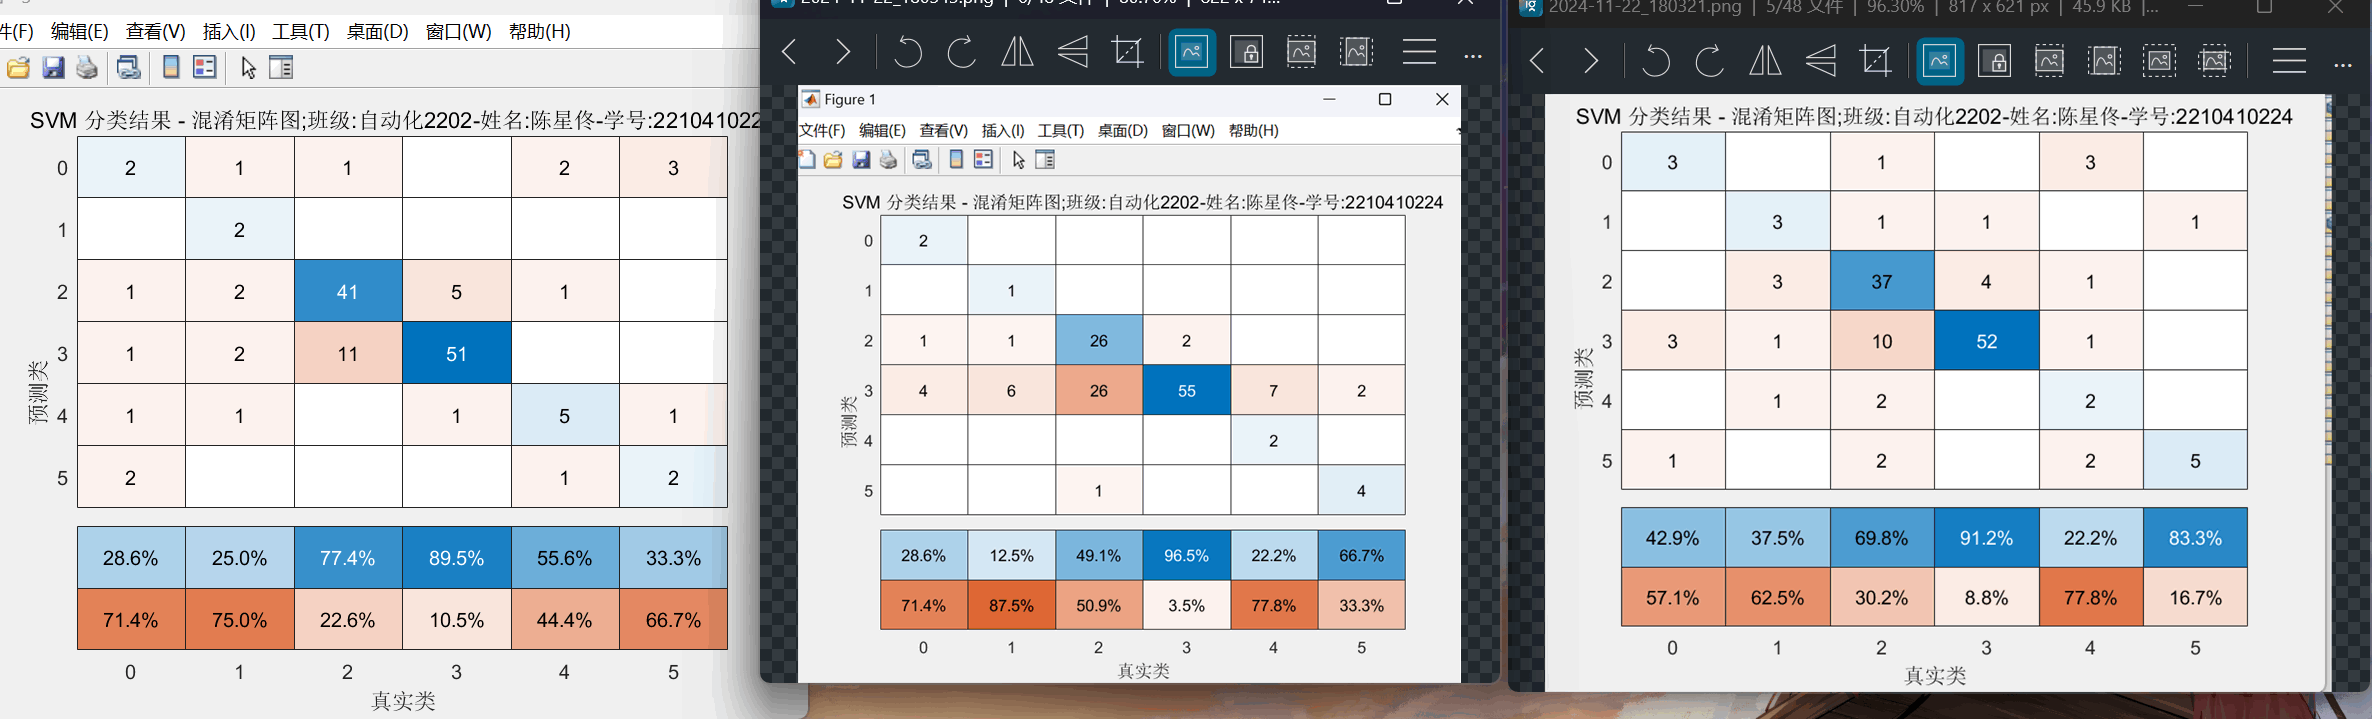 件(F) 编辑(E) 查看(V) 插入(I) 工具(T) 桌面(D) 窗口(W) 帮助(H)
SVM 分类结果 - 混淆矩阵图;班级:自动化2202-姓名:陈星佟-学号:221041022
0 2 1 1 2 3
1 2
2 1 2 41 5 1
3 1 2 11 51
4 1 1 1 5 1
5 2 1 2
预测类
28.6% 25.0% 77.4% 89.5% 55.6% 33.3%
71.4% 75.0% 22.6% 10.5% 44.4% 66.7%
0 1 2 3 4 5
真实类
Figure 1
文件(F) 编辑(E) 查看(V) 插入(I) 工具(T) 桌面(D) 窗口(W) 帮助(H)
SVM 分类结果 - 混淆矩阵图;班级:自动化2202-姓名:陈星佟-学号:2210410224
0 2
1 1
2 1 1 26 2
3 4 6 26 55 7 2
4 2
5 1 4
预测类
28.6% 12.5% 49.1% 96.5% 22.2% 66.7%
71.4% 87.5% 50.9% 3.5% 77.8% 33.3%
0 1 2 3 4 5
真实类
2024-11-22_180321.png | 5/48 文件 | 96.30% | 817 x 621 px | 45.9 KB |...
SVM 分类结果 - 混淆矩阵图;班级:自动化2202-姓名:陈星佟-学号:2210410224
0 3 1 3
1 3 1 1 1
2 3 37 4 1
3 3 1 10 52 1
4 1 2 2
5 1 2 2 5
预测类
42.9% 37.5% 69.8% 91.2% 22.2% 83.3%
57.1% 62.5% 30.2% 8.8% 77.8% 16.7%
0 1 2 3 4 5
真实类